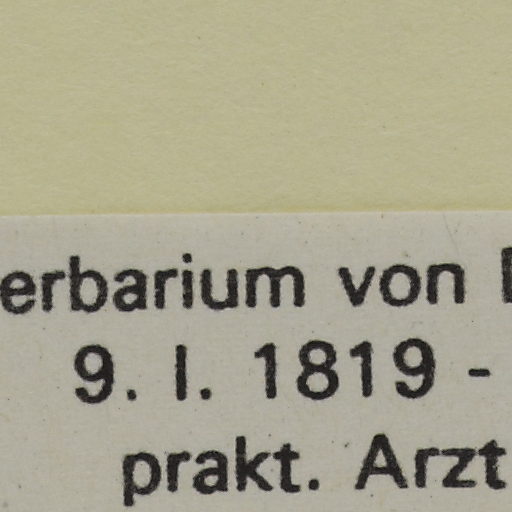 erbarium von
9. I. 1819 -
prakt. Arzt